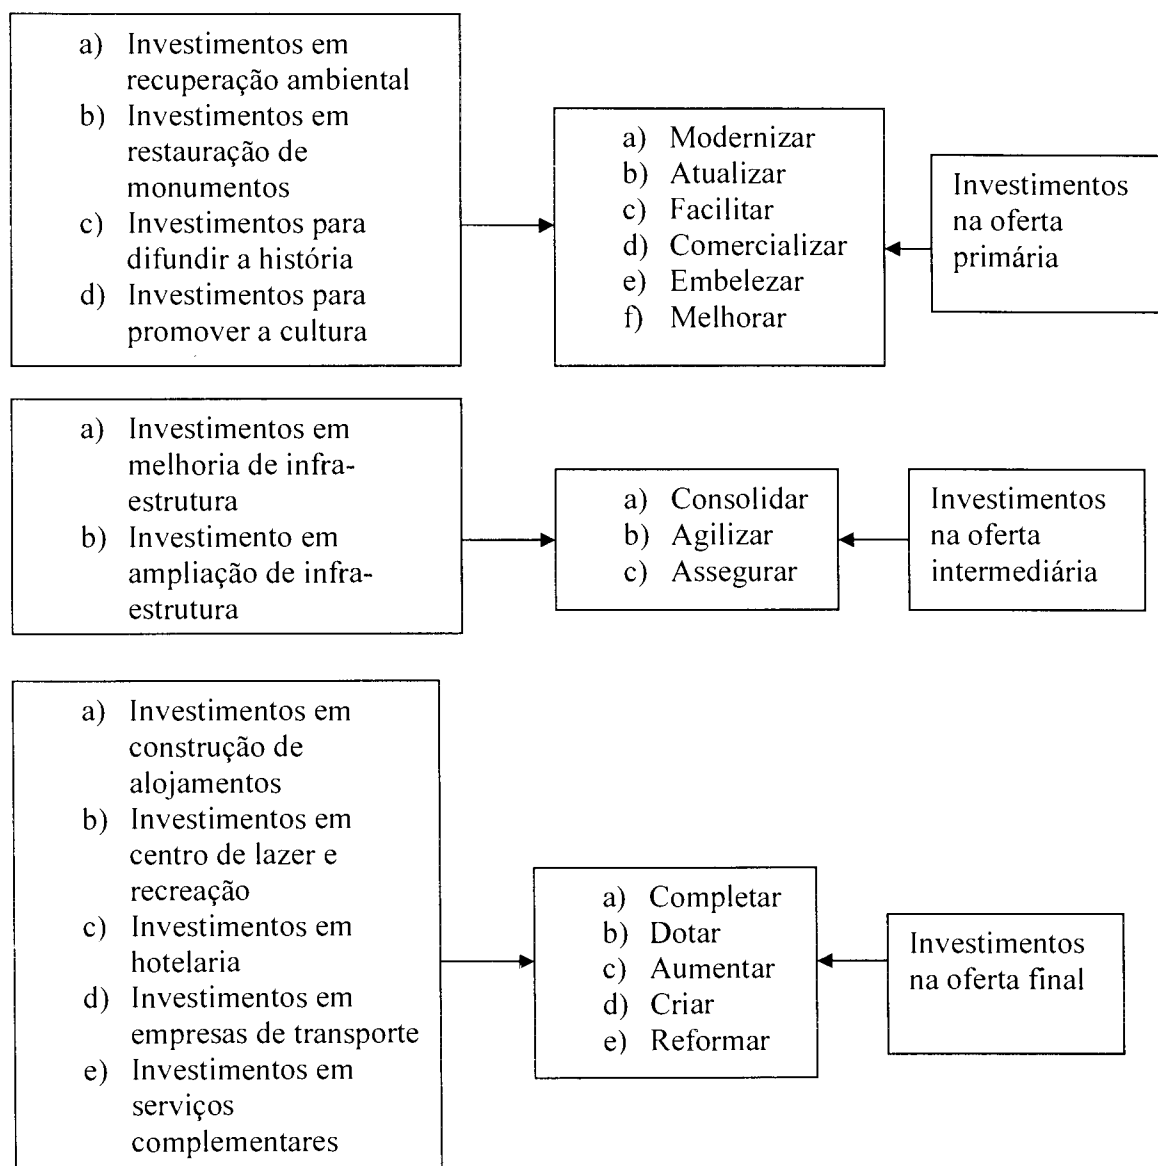 a) Investimentos em
recuperação ambiental
b) Investimentos em
restauração de
monumentos
c) Investimentos para
difundir a história
d) Investimentos para
promover a cultura
a) Modernizar
b) Atualizar
c) Facilitar
d) Comercializar
e) Embelezar
f) Melhorar
Investimentos
na oferta
primária
a) Investimentos em
melhoria de infra-
estrutura
b) Investimento em
ampliação de infra-
estrutura
a) Consolidar
b) Agilizar
c) Assegurar
Investimentos
na oferta
intermediária
a) Investimentos em
construção de
alojamentos
b) Investimentos em
centro de lazer e
recreação
c) Investimentos em
hotelaria
d) Investimentos em
empresas de transporte
e) Investimentos em
serviços
complementares
a) Completar
b) Dotar
c) Aumentar
d) Criar
e) Reformar
Investimentos
na oferta final